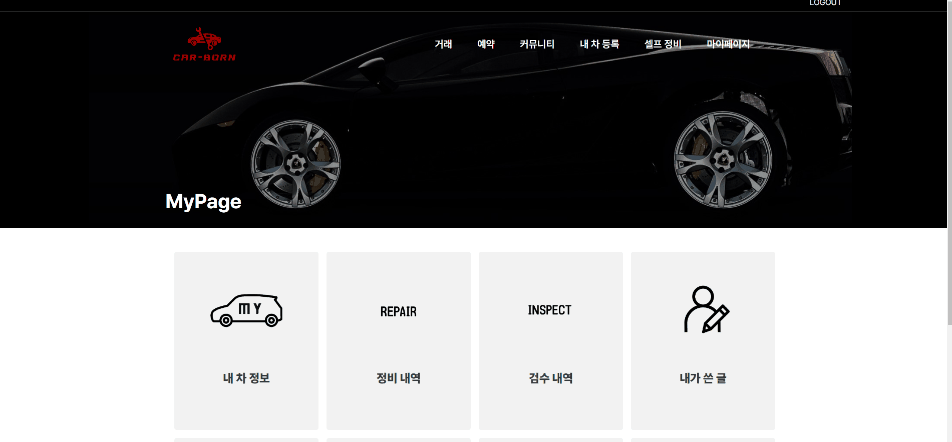 LOGOUT
CAR-BORN
거래 예약 커뮤니티 내 차 등록 셀프 정비 마이페이지
MyPage
MY REPAIR INSPECT
내 차 정보 정비 내역 검수 내역 내가 쓴 글